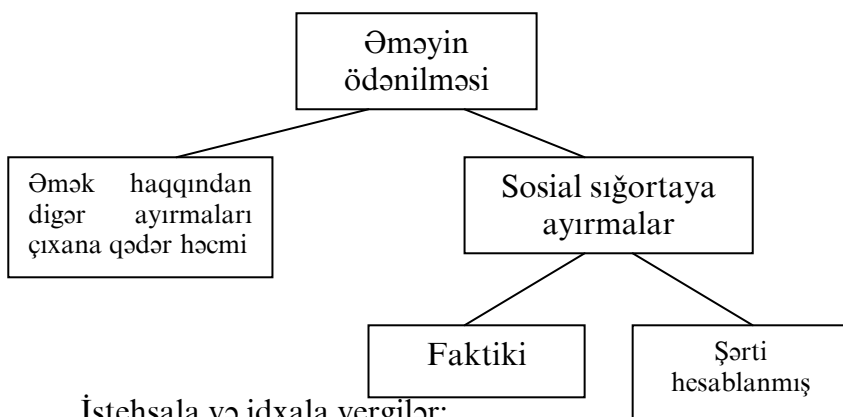 Əməyin
ödənilməsi
Əmək haqqından
digər ayırmaları
çıxana qədər həcmi
Sosial sığortaya
ayırmalar
Faktiki
Şərti
hesablanmış
İstehsala və idxala vergilər: